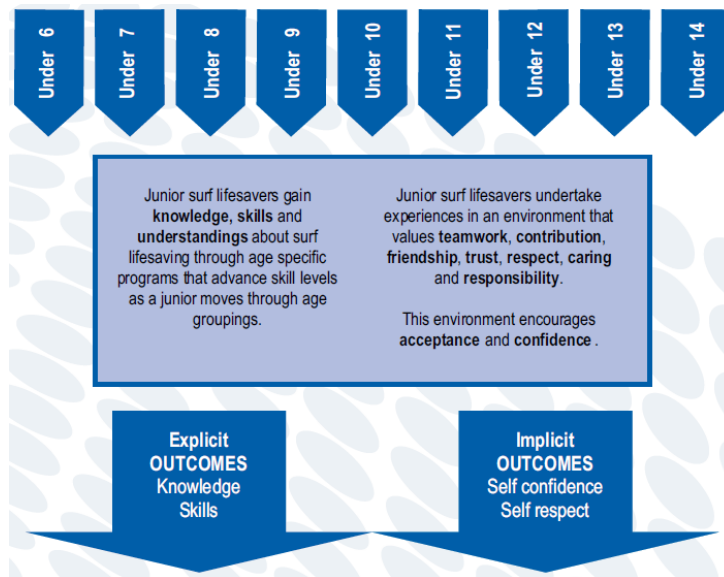 Under 6
Under 7
Under 8
Under 9
Under 10
Under 11
Under 12
Under 13
Under 14
Junior surf lifesavers gain
knowledge, skills and
understandings about surf
lifesaving through age specific
programs that advance skill levels
as a junior moves through age
groupings.
Junior surf lifesavers undertake
experiences in an environment that
values teamwork, contribution,
friendship, trust, respect, caring
and responsibility.
This environment encourages
acceptance and confidence .
Explicit
OUTCOMES
Knowledge
Skills
Implicit
OUTCOMES
Self confidence
Self respect